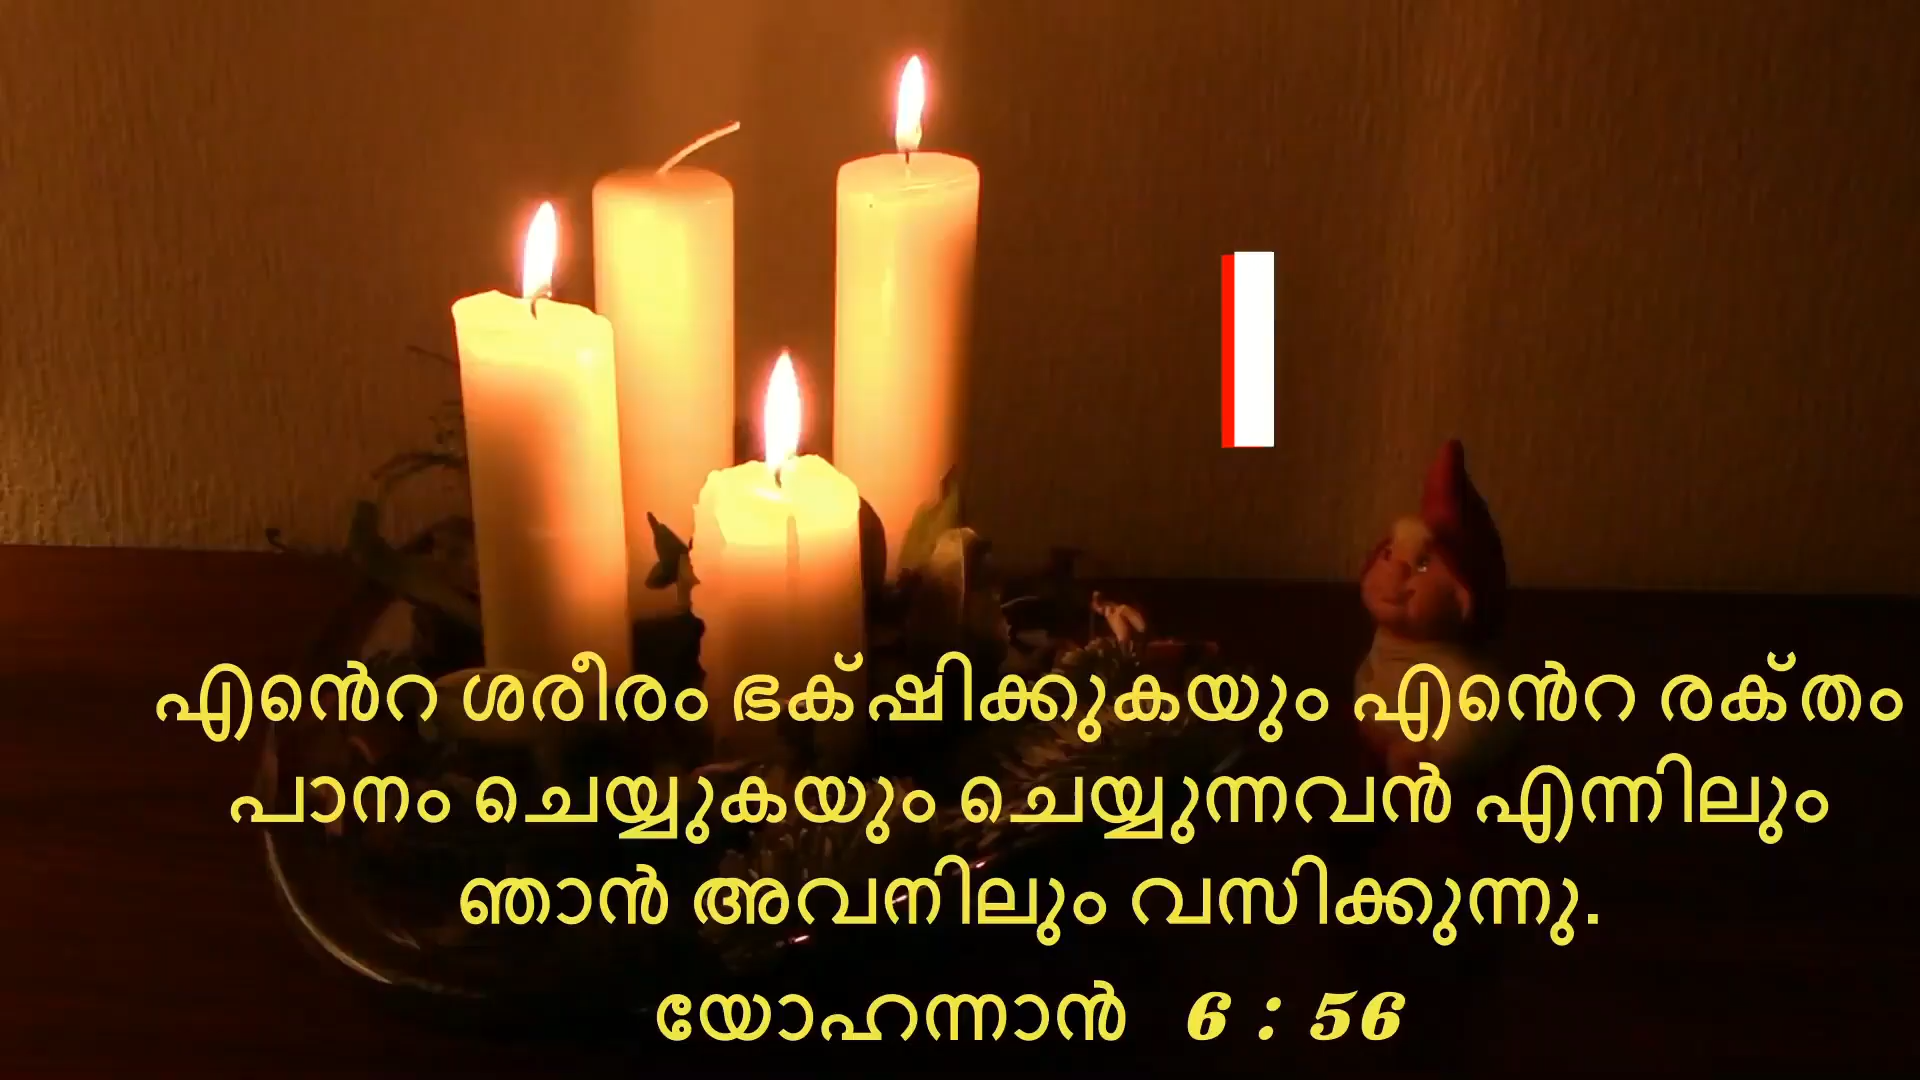 I
എൻെറ ശരീരം ഭക്‌ഷിക്കുകയും എൻെറ രക്‌തം
പാനം ചെയ്യുകയും ചെയ്യുന്നവൻ എന്നിലും
ഞാൻ അവനിലും വസിക്കുന്നു.
യോഹന്നാൻ 6 : 56